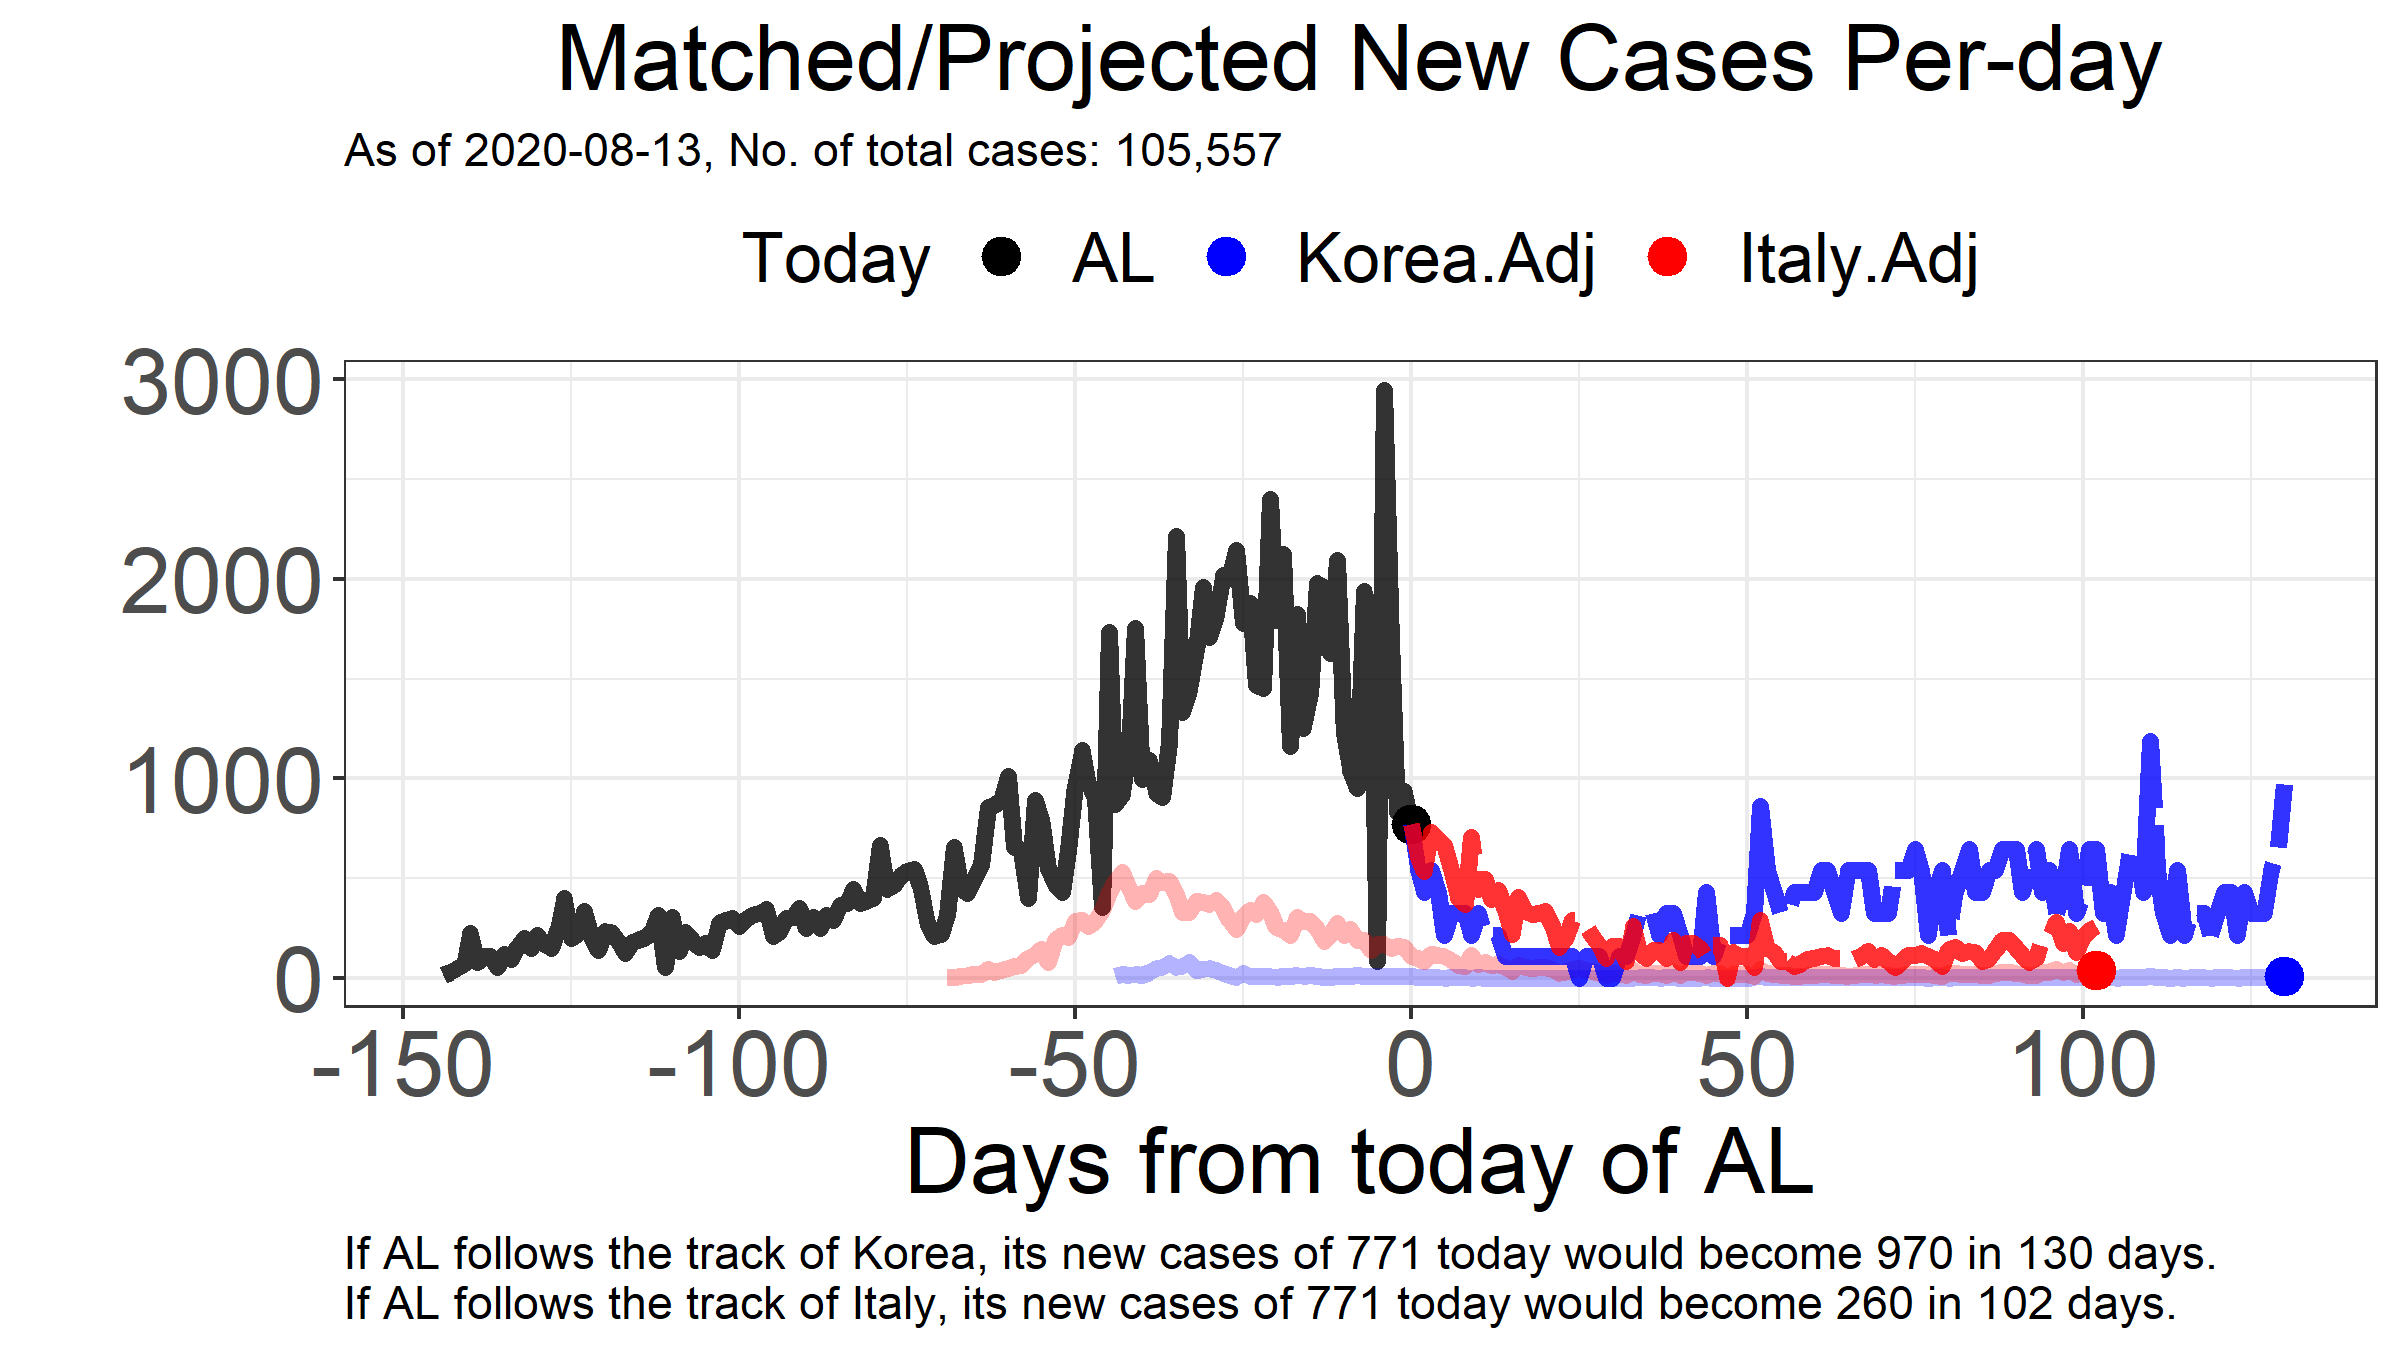 Matched/Projected New Cases Per-day
As of 2020-08-13, No. of total cases: 105,557
Today AL Korea.Adj Italy.Adj
3000
2000
1000
0
-150 -100 -50 0 50 100
Days from today of AL
If AL follows the track of Korea, its new cases of 771 today would become 970 in 130 days.
If AL follows the track of Italy, its new cases of 771 today would become 260 in 102 days.